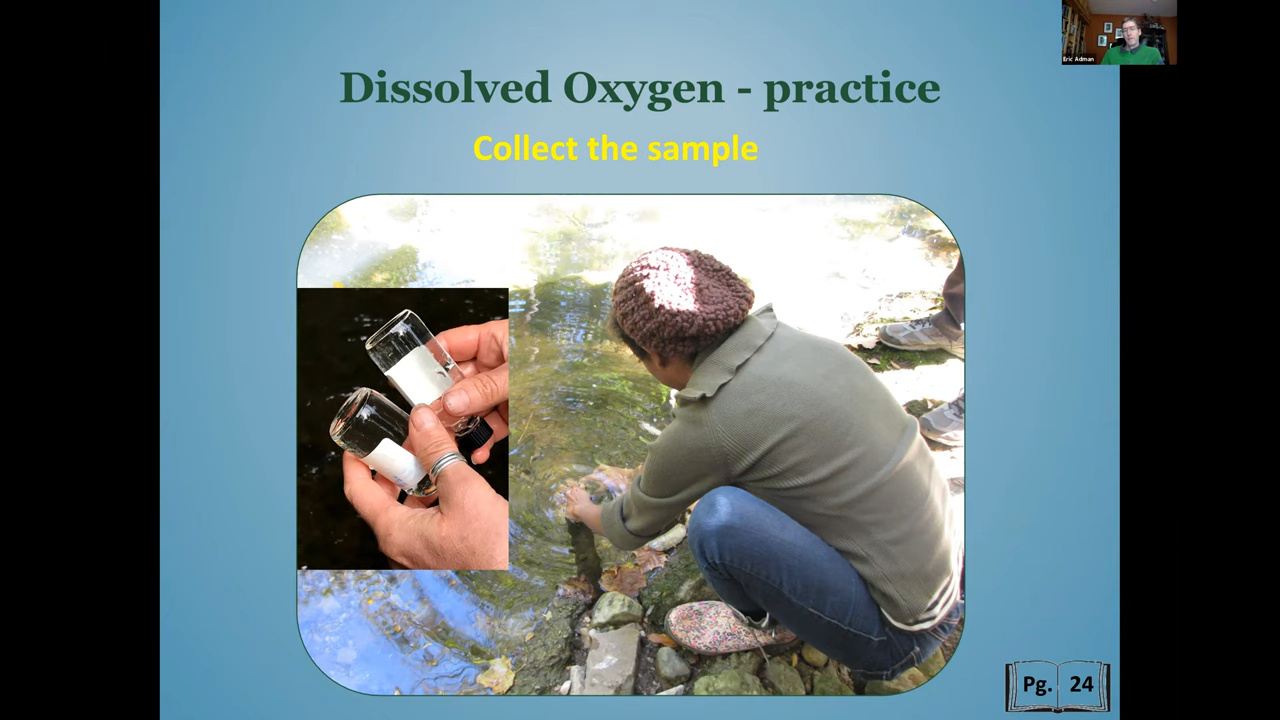 Eric Adman
Dissolved Oxygen - practice
Collect the sample
Pg. 24